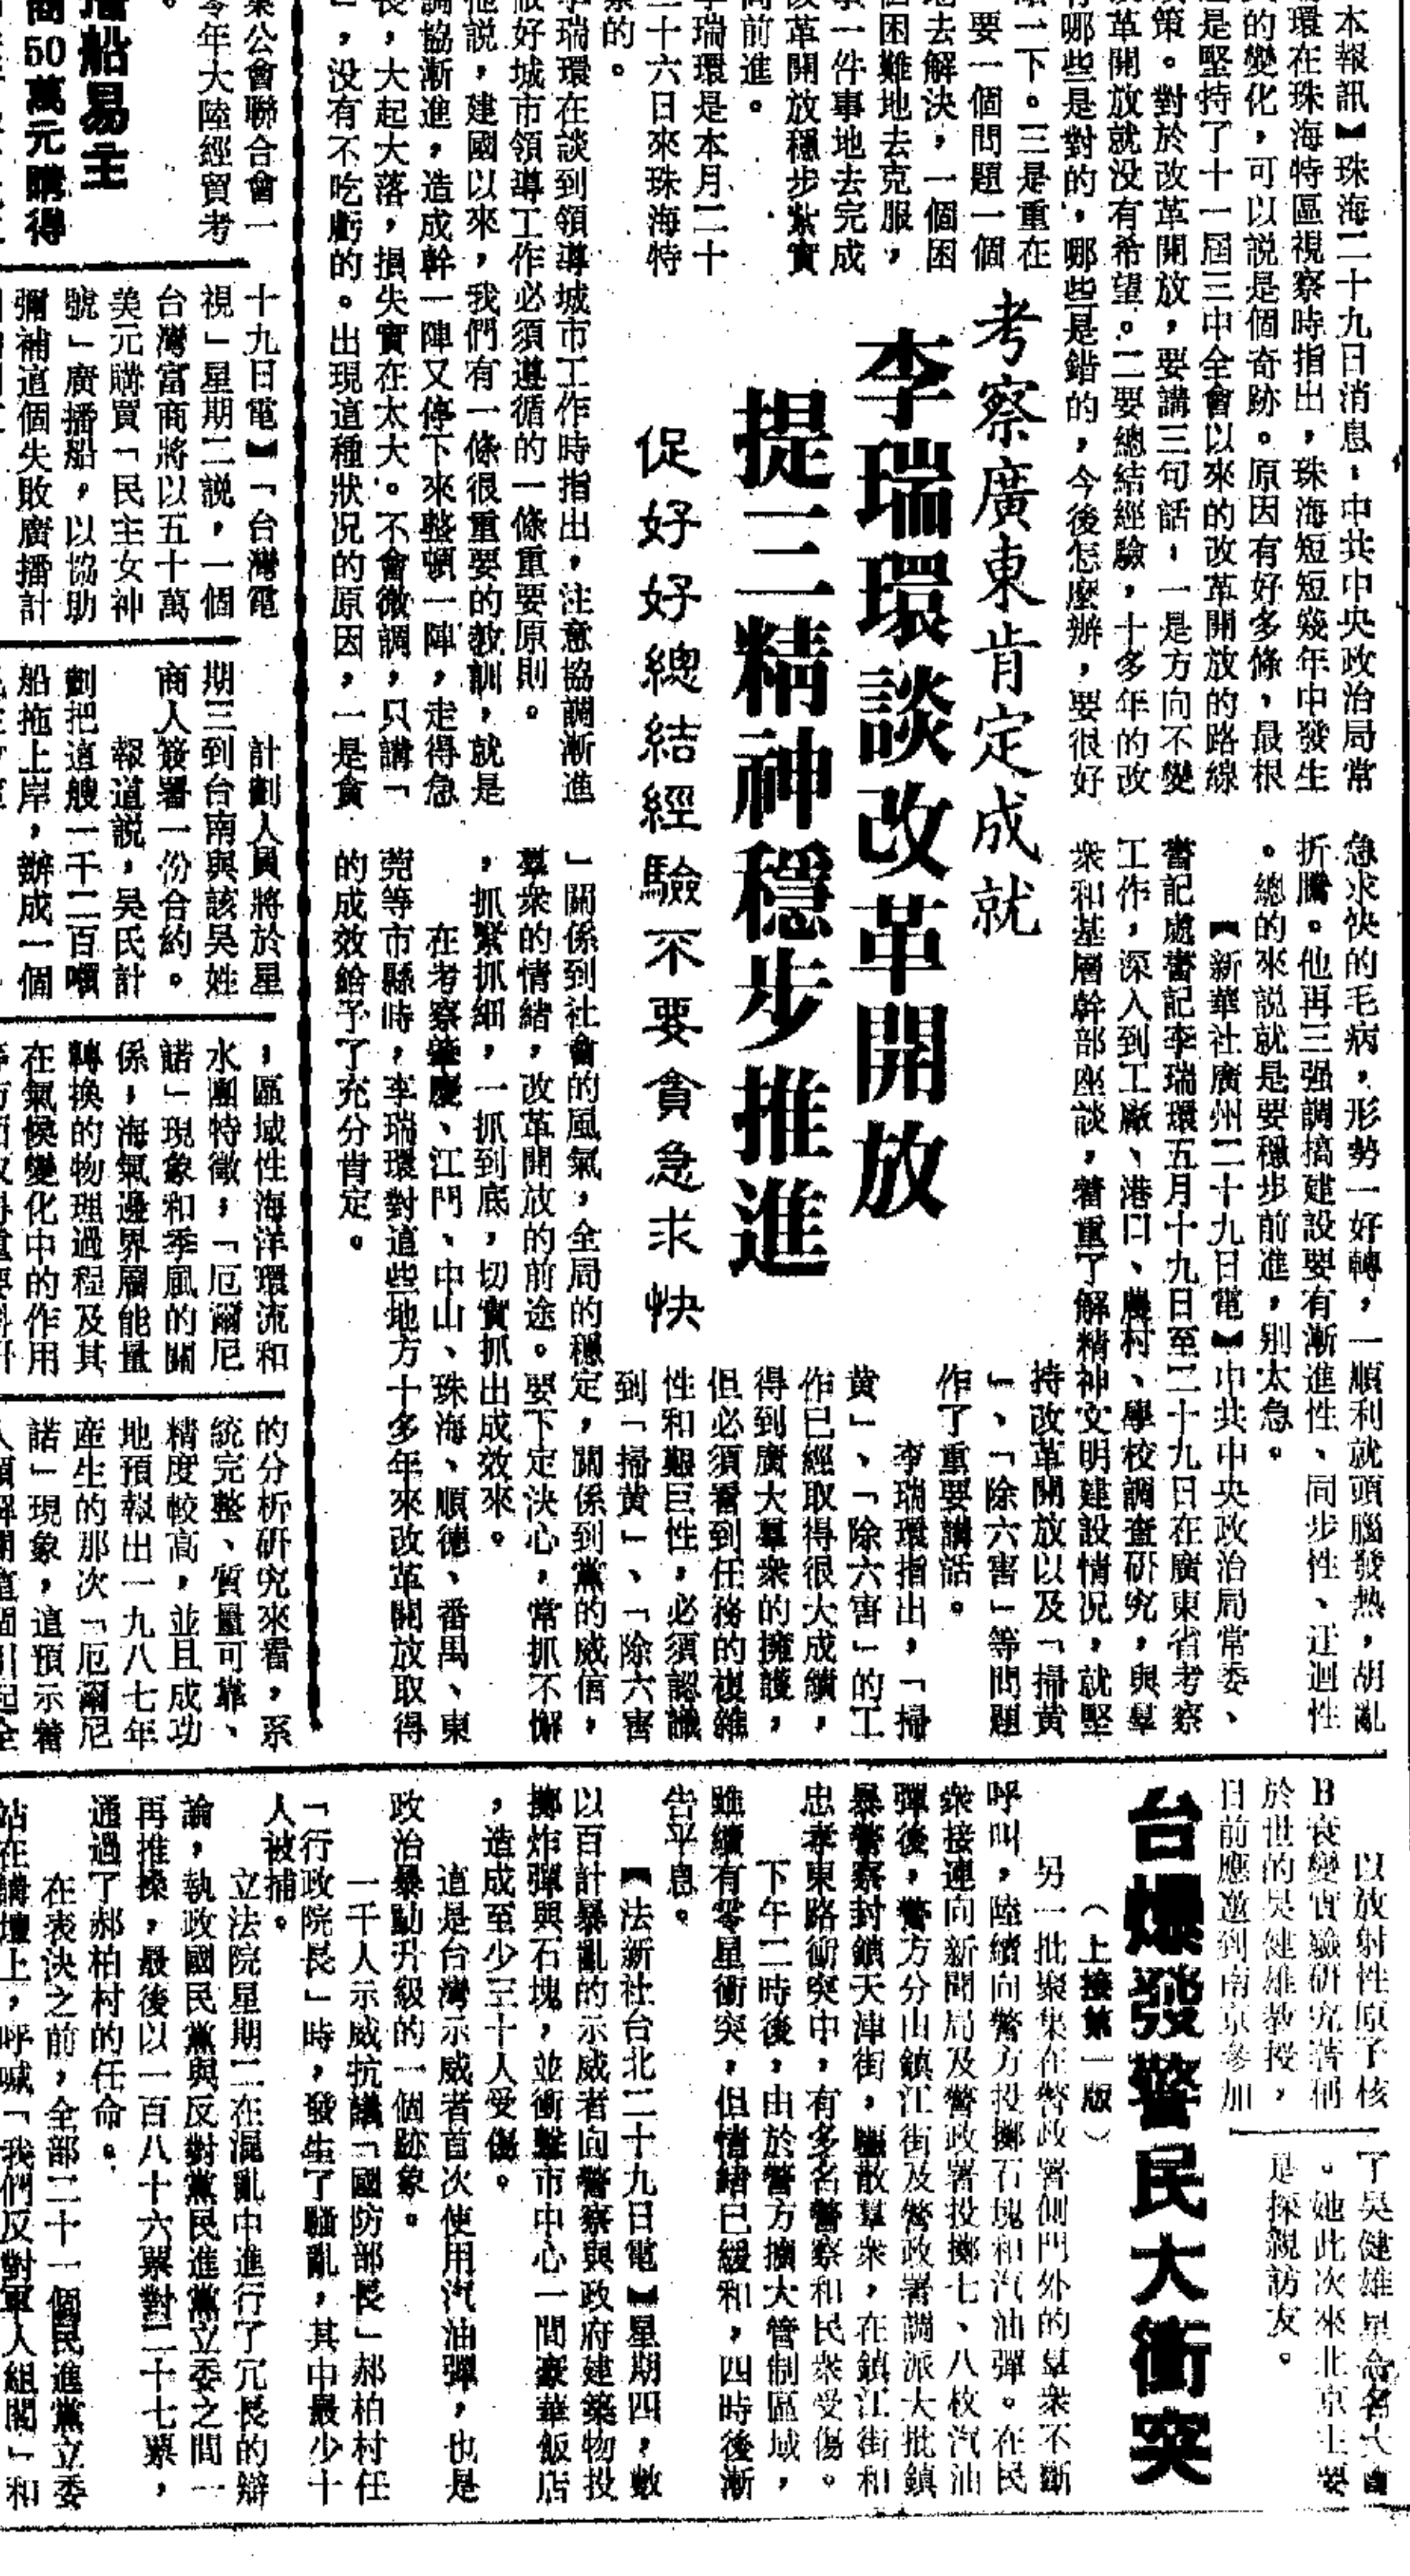 考察廣東肯定成就
李瑞環談改革開放
提三精神穩步推進
促好好總結經驗不要貪急求快
本報訊】珠海二十九日消息,中共中央政治局常
環在珠海特區視察時指出,珠海短短幾年中發生
的變化,可以説是個奇跡。原因有好多條,最根
是堅持了十一屆三中全會以來的改革開放的路線
策。對於改革開放,要講三句話,一是方向不變
革開放就没有希望。二要總結經驗,十多年的改
哪些是對的,哪些是錯的,今後怎麼辦,要很好
一下。三是重在
要一個問題一個
去解決,一個困
困難地去克服,
一件事地去完成
革開放穩步紮實
前進。
李瑞環是本月二十
二十六日來珠海特
的。
李瑞環在談到領導城市工作時指出,注意協調漸進
好城市領導工作必須遵循的一條重要原則。
他説,建國以來,我們有一條很重要的教訓,就是
協漸進,造成幹一陣又停下來整頓一陣,走得急
長,大起大落,損失實在太大。不會微調,只講「
」,没有不吃虧的。出現這種狀况的原因,一是貪
急求快的毛病,形勢一好轉,一順利就頭腦發熱,胡亂
折騰。他再三强調搞建設要有漸進性、同步性、迂迴性
。總的來説就是要穩步前進,别太急。
【新華社廣州二十九日電】中共中央政治局常委、
書記處書記李瑞環五月十九日至二十九日在廣東省考察
工作,深入到工廠、港口、農村、學校調查研究,與羣
衆和基層幹部座談,着重了解精神文明建設情况,就堅
持改革開放以及「掃黄
」、「除六害」等問題
作了重要講話。
李瑞環指出,「掃
黄」、「除六害」的工
作已經取得很大成績,
得到廣大羣衆的擁護,
但必須看到任務的複雜
性和艱巨性,必須認識
到「掃黄」、「除六害
」關係到社會的風氣,全局的穩定,關係到黨的威信,
羣衆的情緒,改革開放的前途。要下定決心,常抓不懈
,抓緊抓細,一抓到底,切實抓出成效來。
在考察肇慶、江門、中山、珠海、順德、番禺、東
莞等市縣時,李瑞環對這些地方十多年來改革開放取得
的成效給予了充分肯定。
播船易主
商50萬元購得
集公會聯合會一
零年大陸經貿考
。
十九日電】「台灣電
視」星期二説,一個
台灣富商將以五十萬
美元購買「民主女神
號」廣播船,以協助
彌補這個失敗廣播計
計劃人員將於星
期三到台南與該吳姓
商人簽署一份合約。
報道説,吳氏計
劃把這艘一千二百噸
船拖上岸,辦成一個
,區域性海洋環流和
水團特徵,「厄爾尼
諾」現象和季風的關
係,海氣邊界層能量
轉換的物理過程及其
在氣候變化中的作用
的分析研究來看,系
統完整、質量可靠、
精度較高,並且成功
地預報出一九八七年
産生的那次「厄爾尼
諾」現象,這預示着
以放射性原子核
B衰變實驗研究著稱
於世的吳健雄教授,
日前應邀到南京參加
了吳健雄星命名大會
。她此次來北京主要
是探親訪友。
台爆發警民大衝突
(上接第一版)
另一批聚集在警政署側門外的羣衆不斷
呼叫,陸續向警方投擲石塊和汽油彈。在民
衆接連向新聞局及警政署投擲七、八枚汽油
彈後,警方分由鎮江街及警政署調派大批鎮
暴警察封鎖天津街,驅散羣衆,在鎮江街和
忠孝東路衝突中,有多名警察和民衆受傷。
下午二時後,由於警方擴大管制區域,
雖續有零星衝突,但情緒已緩和,四時後漸
告平息。
【法新社台北二十九日電】星期四,數
以百計暴亂的示威者向警察與政府建築物投
擲炸彈與石塊,並衝擊市中心一間豪華飯店
,造成至少三十人受傷。
這是台灣示威者首次使用汽油彈,也是
政治暴動升級的一個跡象。
一千人示威抗議「國防部長」郝柏村任
「行政院長」時,發生了騷亂,其中最少十
人被捕。
立法院星期二在混亂中進行了冗長的辯
論,執政國民黨與反對黨民進黨立委之間一
再推操,最後以一百八十六票對二十七票,
通過了郝柏村的任命。
在表決之前,全部二十一個民進黨立委
站在講壇上,呼喊「我們反對軍人組閣」和